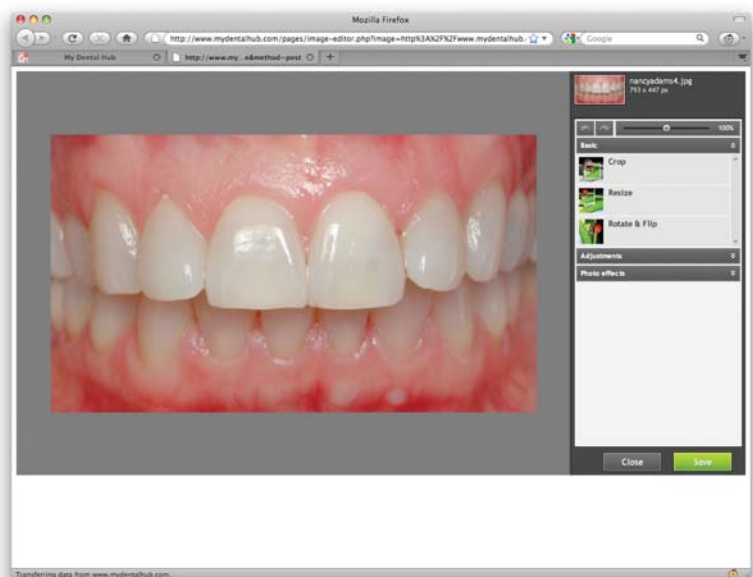 Mozilla Firefox
http://www.mydentalhub.com/pages/image-editor.php?image=http%3A%2F%2Fwww.mydentalhub.
Google
My Dental Hub
http://www.my...e&method=post
nancyadams4.jpg
793 x 447 px
100%
Basic
Crop
Resize
Rotate & Flip
Adjustments
Photo effects
Close
Save
Transferring data from www.mydentalhub.com...